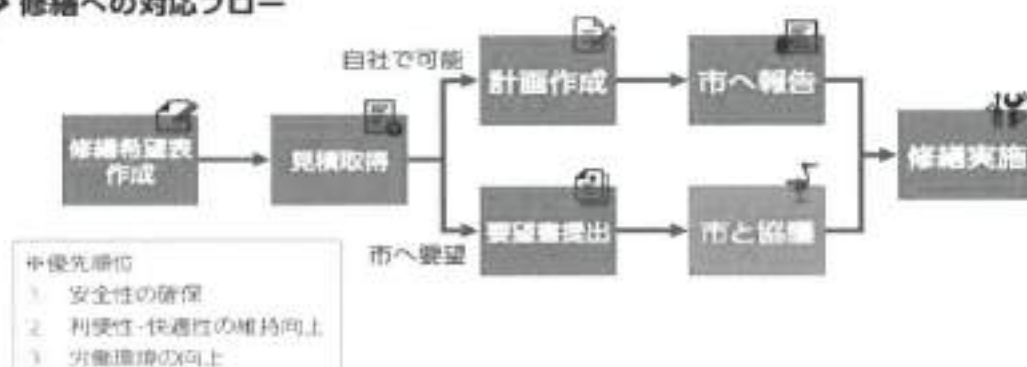 修繕への対応フロー
自社で可能
計画作成
市へ報告
修繕希望表
作成
見積取得
修繕実施
要望書提出
市と協議
市へ要望
※優先順位
1 安全性の確保
2 利便性・快適性の維持向上
3 労働環境の向上